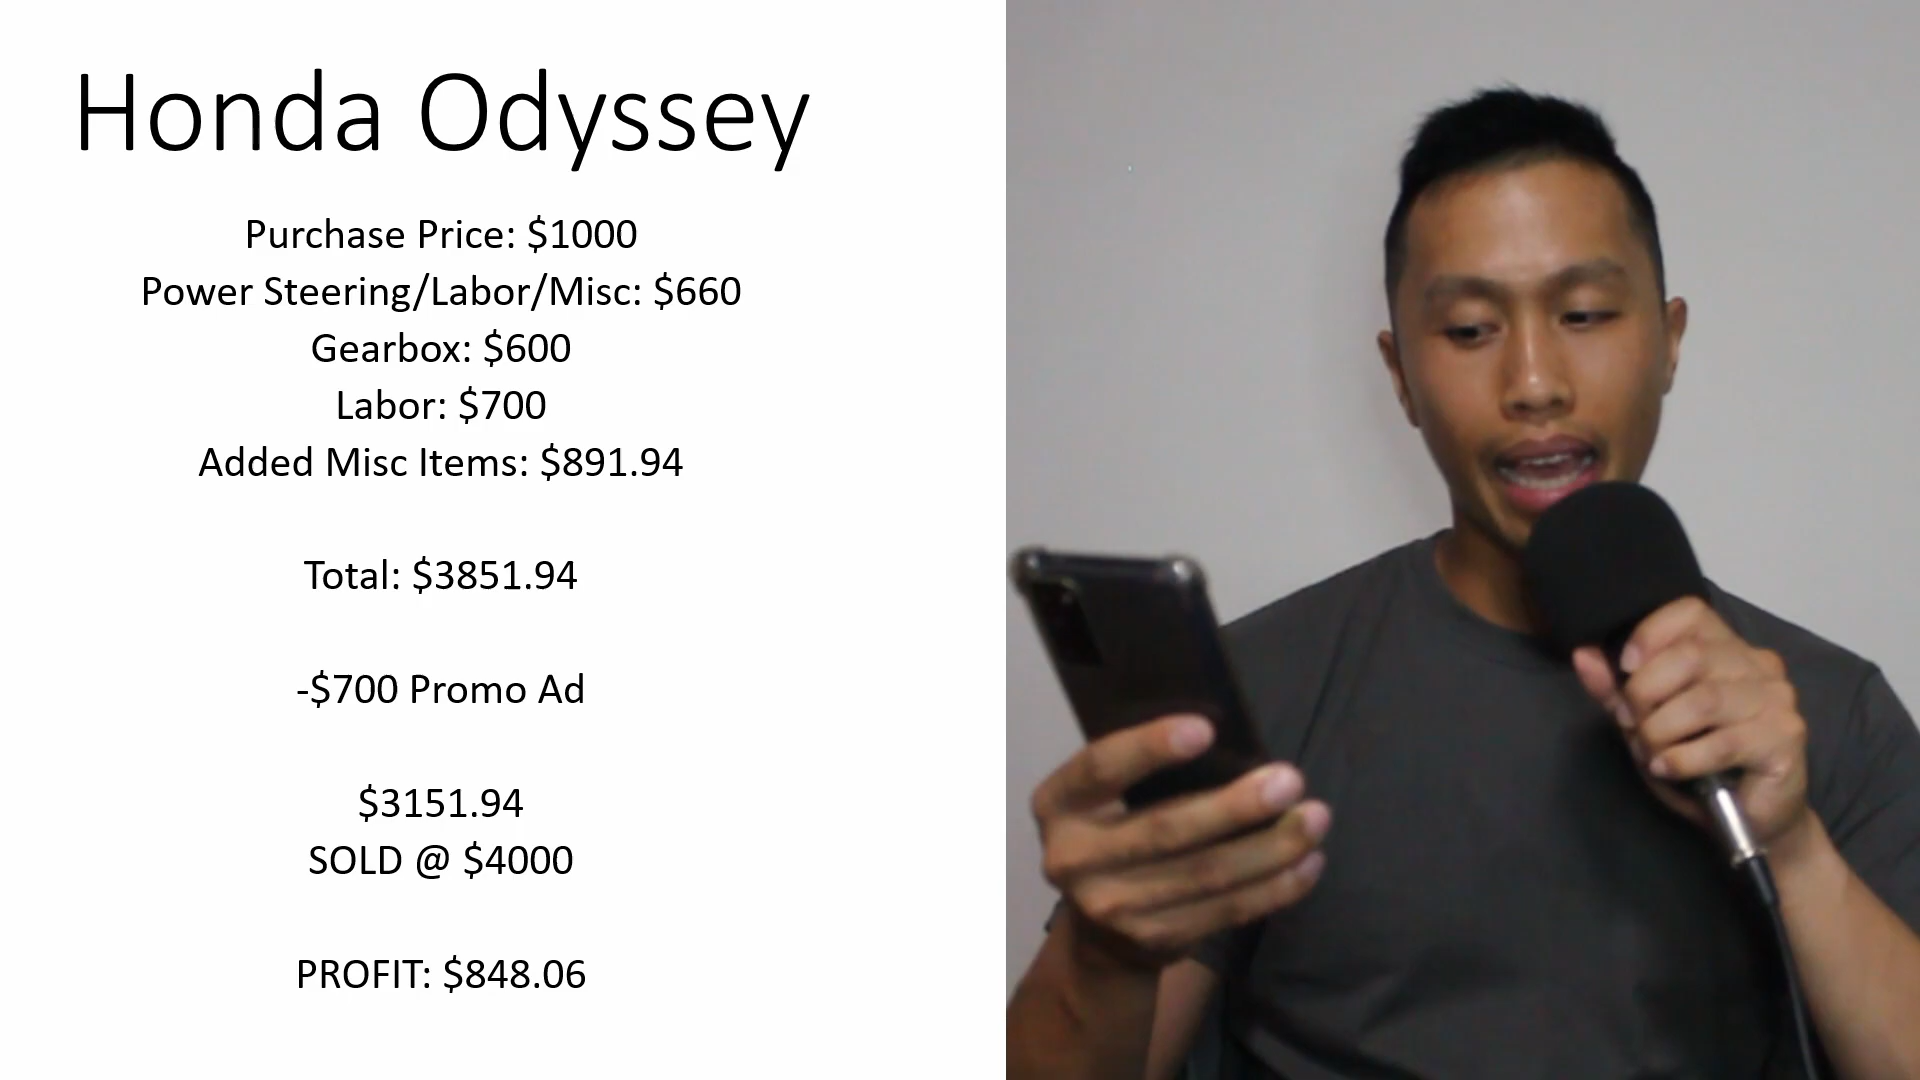 Honda Odyssey
Purchase Price: $1000
Power Steering/Labor/Misc: $660
Gearbox: $600
Labor: $700
Added Misc Items: $891.94
Total: $3851.94
-$700 Promo Ad
$3151.94
SOLD @ $4000
PROFIT: $848.06